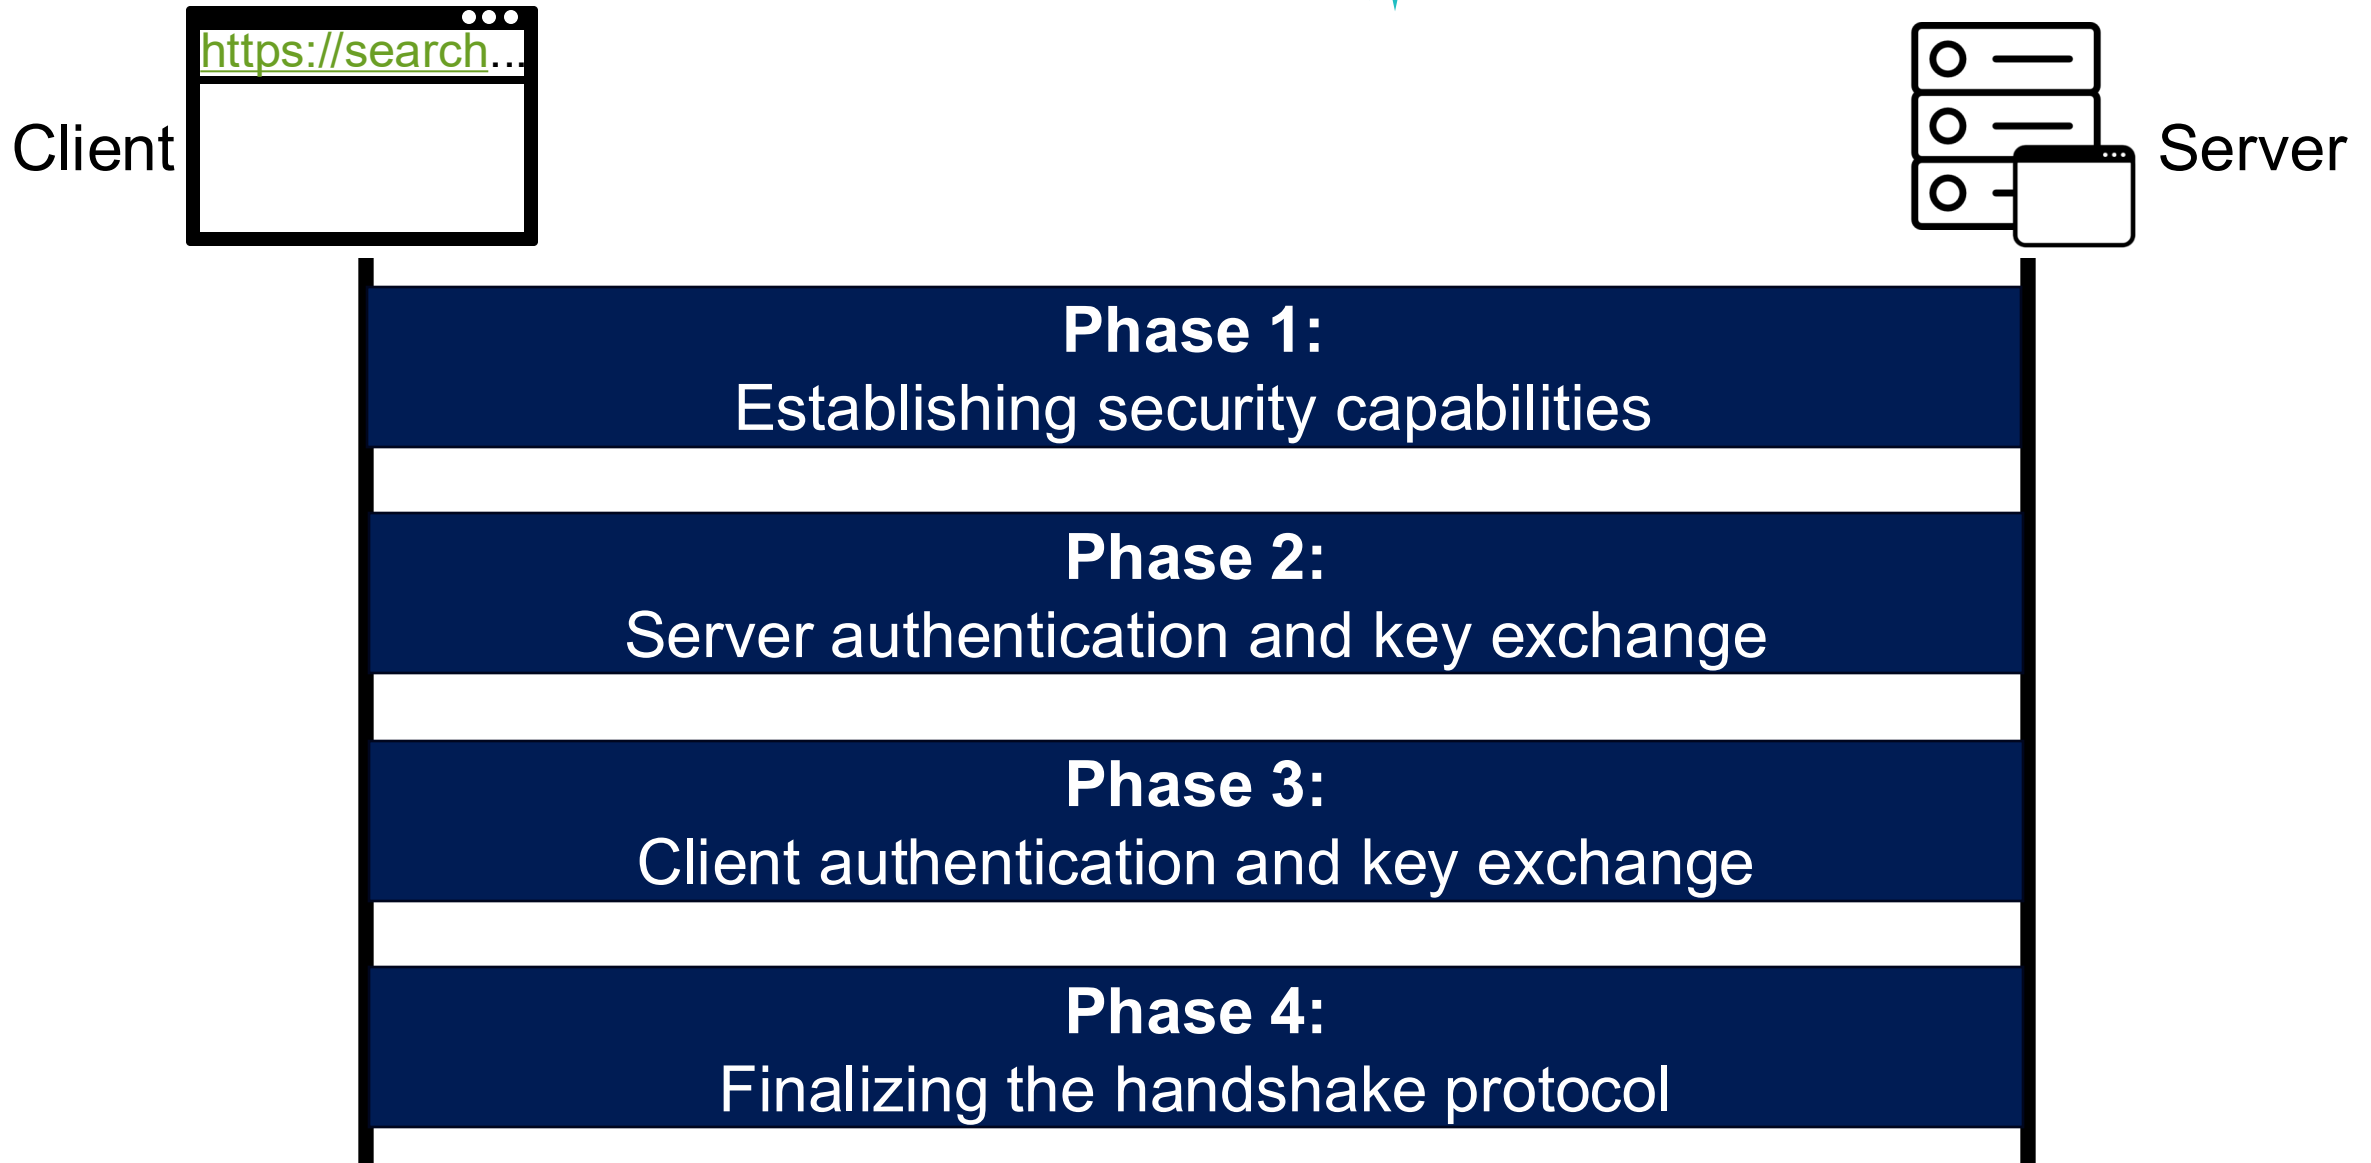 https://search...
Client
Server
Phase 1:
Establishing security capabilities
Phase 2:
Server authentication and key exchange
Phase 3:
Client authentication and key exchange
Phase 4:
Finalizing the handshake protocol